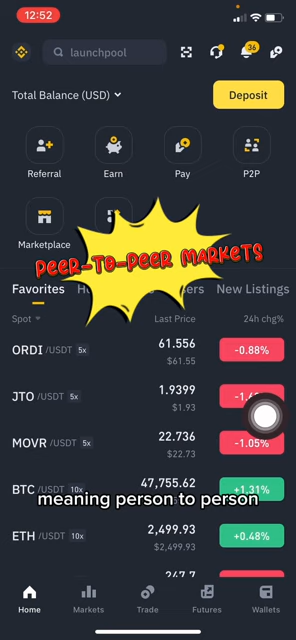 12:52
launchpool
36
Total Balance (USD)
Deposit
Referral
Earn
Pay
P2P
Marketplace
PEER-TO-PEER MARKETS
Favorites
New Listings
Spot
Last Price
24h chg%
ORDI /USDT 5x
61.556
$61.55
-0.88%
JTO /USDT 5x
1.9399
$1.93
MOVR /USDT 5x
22.736
$22.73
-1.05%
BTC /USDT 10x
47,755.62
+1.31%
meaning person to person
ETH /USDT 10x
2,499.93
$2,499.93
+0.48%
247.7
Home
Markets
Trade
Futures
Wallets